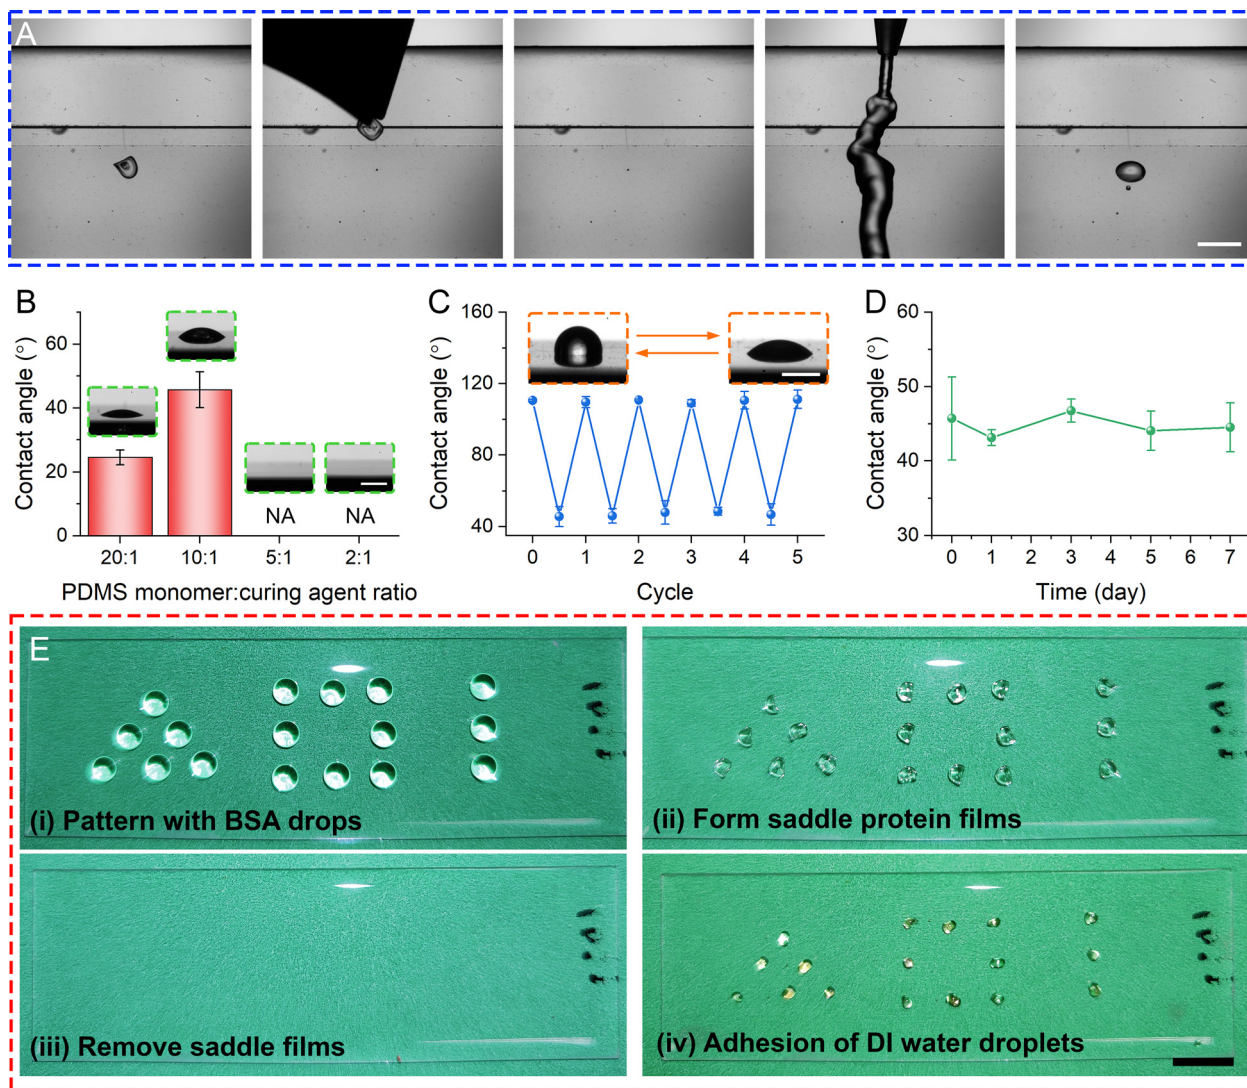 A
B
Contact angle (°)
60
40
20
0
NA
NA
20:1
10:1
5:1
2:1
PDMS monomer:curing agent ratio
C
Contact angle (°)
160
120
80
40
0
1
2
3
4
5
Cycle
D
Contact angle (°)
60
50
40
30
0
1
2
3
4
5
6
7
Time (day)
E
(i) Pattern with BSA drops
(ii) Form saddle protein films
(iii) Remove saddle films
(iv) Adhesion of DI water droplets